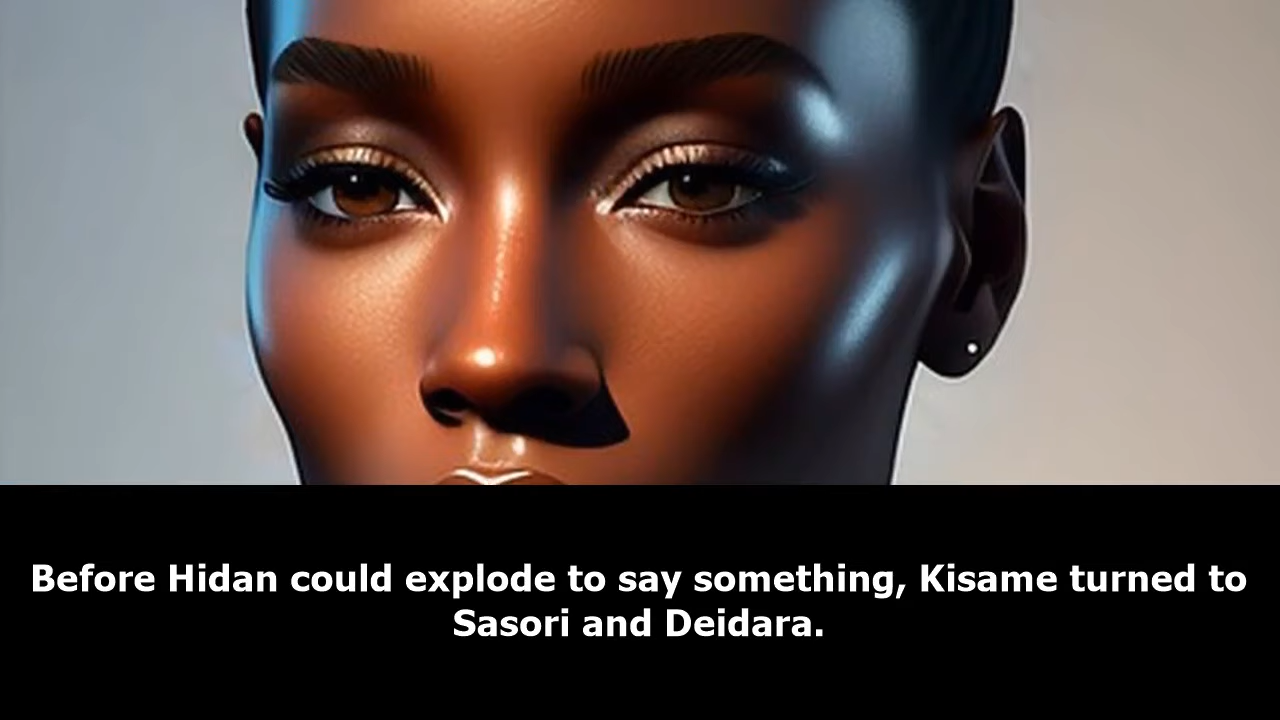 Before Hidan could explode to say something, Kisame turned to
Sasori and Deidara.